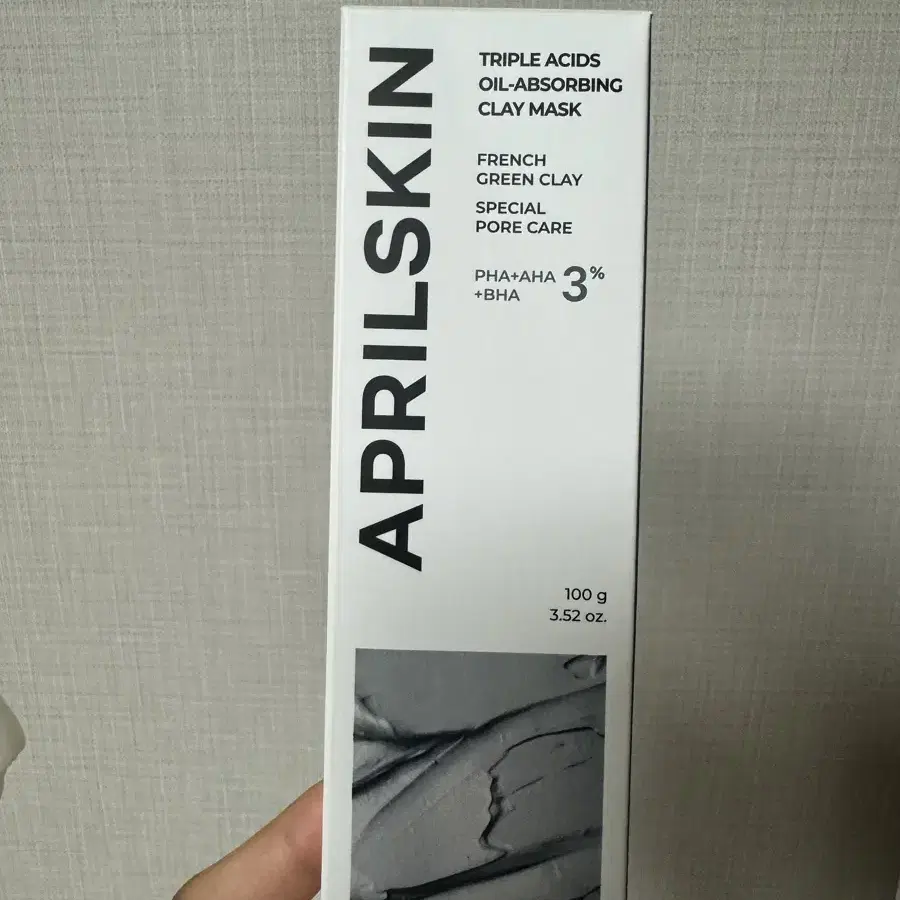 APRILSKIN
TRIPLE ACIDS
OIL-ABSORBING
CLAY MASK
FRENCH
GREEN CLAY
SPECIAL
PORE CARE
PHA+AHA
+BHA
3%
100 g
3.52 oz.